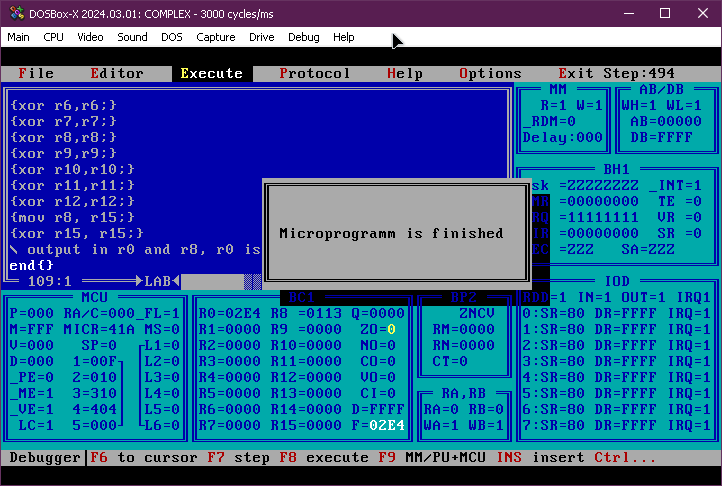 DOSBox-X 2024.03.01: COMPLEX - 3000 cycles/ms
Main CPU Video Sound DOS Capture Drive Debug Help
File Editor Execute Protocol Help Options Exit Step:494
{xor r6,r6;}
{xor r7,r7;}
{xor r8,r8;}
{xor r9,r9;}
{xor r10,r10;}
{xor r11,r11;}
{xor r12,r12;}
{mov r8, r15;}
{xor r15, r15;}
\ output in r0 and r8, r0 is
end{}
109:1 LAB
Microprogramm is finished
MM
R=1 W=1
_RDM=0
Delay:000
AB/DB
WH=1 WL=1
AB=00000
DB=FFFF
BH1
sk =ZZZZZZZZ _INT=1
=00000000 TE =0
=11111111 VR =0
=00000000 SR =0
=ZZZ SA=ZZZ
MCU
P=000 RA/C=000_FL=1
M=FFF MICR=41A MS=0
V=000 SP=0 L1=0
D=000 1=00F L2=0
_PE=0 2=010 L3=0
_ME=1 3=310 L4=0
_VE=1 4=404 L5=0
LC=1 5=000 L6=0
R0=02E4 R8 =0113 Q=0000
R1=0000 R9 =0000 ZO=0
R2=0000 R10=0000 NO=0
R3=0000 R11=0000 CO=0
R4=0000 R12=0000 VO=0
R5=0000 R13=0000 CI=0
R6=0000 R14=0000 D=FFFF
R7=0000 R15=0000 F=02E4
ZNCV
RM=0000
RN=0000
CT=0
RA,RB
RA=0 RB=0
WA=1 WB=1
IOD
RDD=1 IN=1 OUT=1 IRQ1
0:SR=80 DR=FFFF IRQ=1
1:SR=80 DR=FFFF IRQ=1
2:SR=80 DR=FFFF IRQ=1
3:SR=80 DR=FFFF IRQ=1
4:SR=80 DR=FFFF IRQ=1
5:SR=80 DR=FFFF IRQ=1
6:SR=80 DR=FFFF IRQ=1
7:SR=80 DR=FFFF IRQ=1
Debugger F6 to cursor F7 step F8 execute F9 MM/PU+MCU INS insert Ctrl...